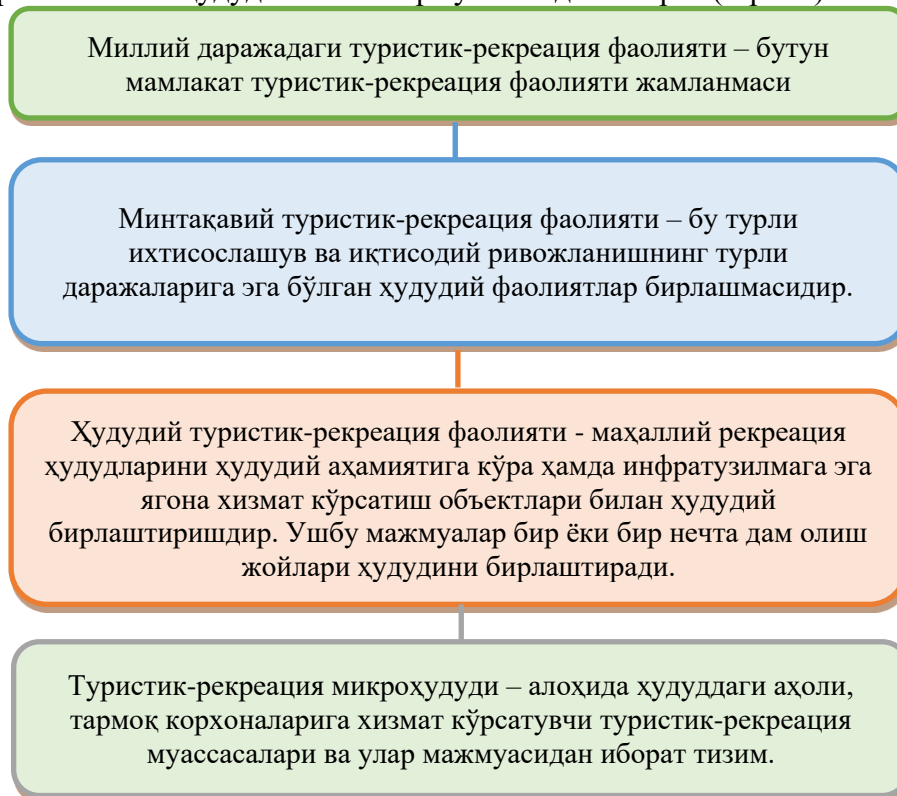 Миллий даражадаги туристик-рекреация фаолияти – бутун
мамлакат туристик-рекреация фаолияти жамланмаси
Минтақавий туристик-рекреация фаолияти – бу турли
ихтисослашув ва иқтисодий ривожланишнинг турли
даражаларига эга бўлган ҳудудий фаолиятлар бирлашмасидир.
Ҳудудий туристик-рекреация фаолияти - маҳаллий рекреация
ҳудудларини ҳудудий аҳамиятига кўра ҳамда инфратузилмага эга
ягона хизмат кўрсатиш объектлари билан ҳудудий
бирлаштиришдир. Ушбу мажмуалар бир ёки бир нечта дам олиш
жойлари ҳудудини бирлаштиради.
Туристик-рекреация микроҳудуди – алоҳида ҳудуддаги аҳоли,
тармоқ корхоналарига хизмат кўрсатувчи туристик-рекреация
муассасалари ва улар мажмуасидан иборат тизим.